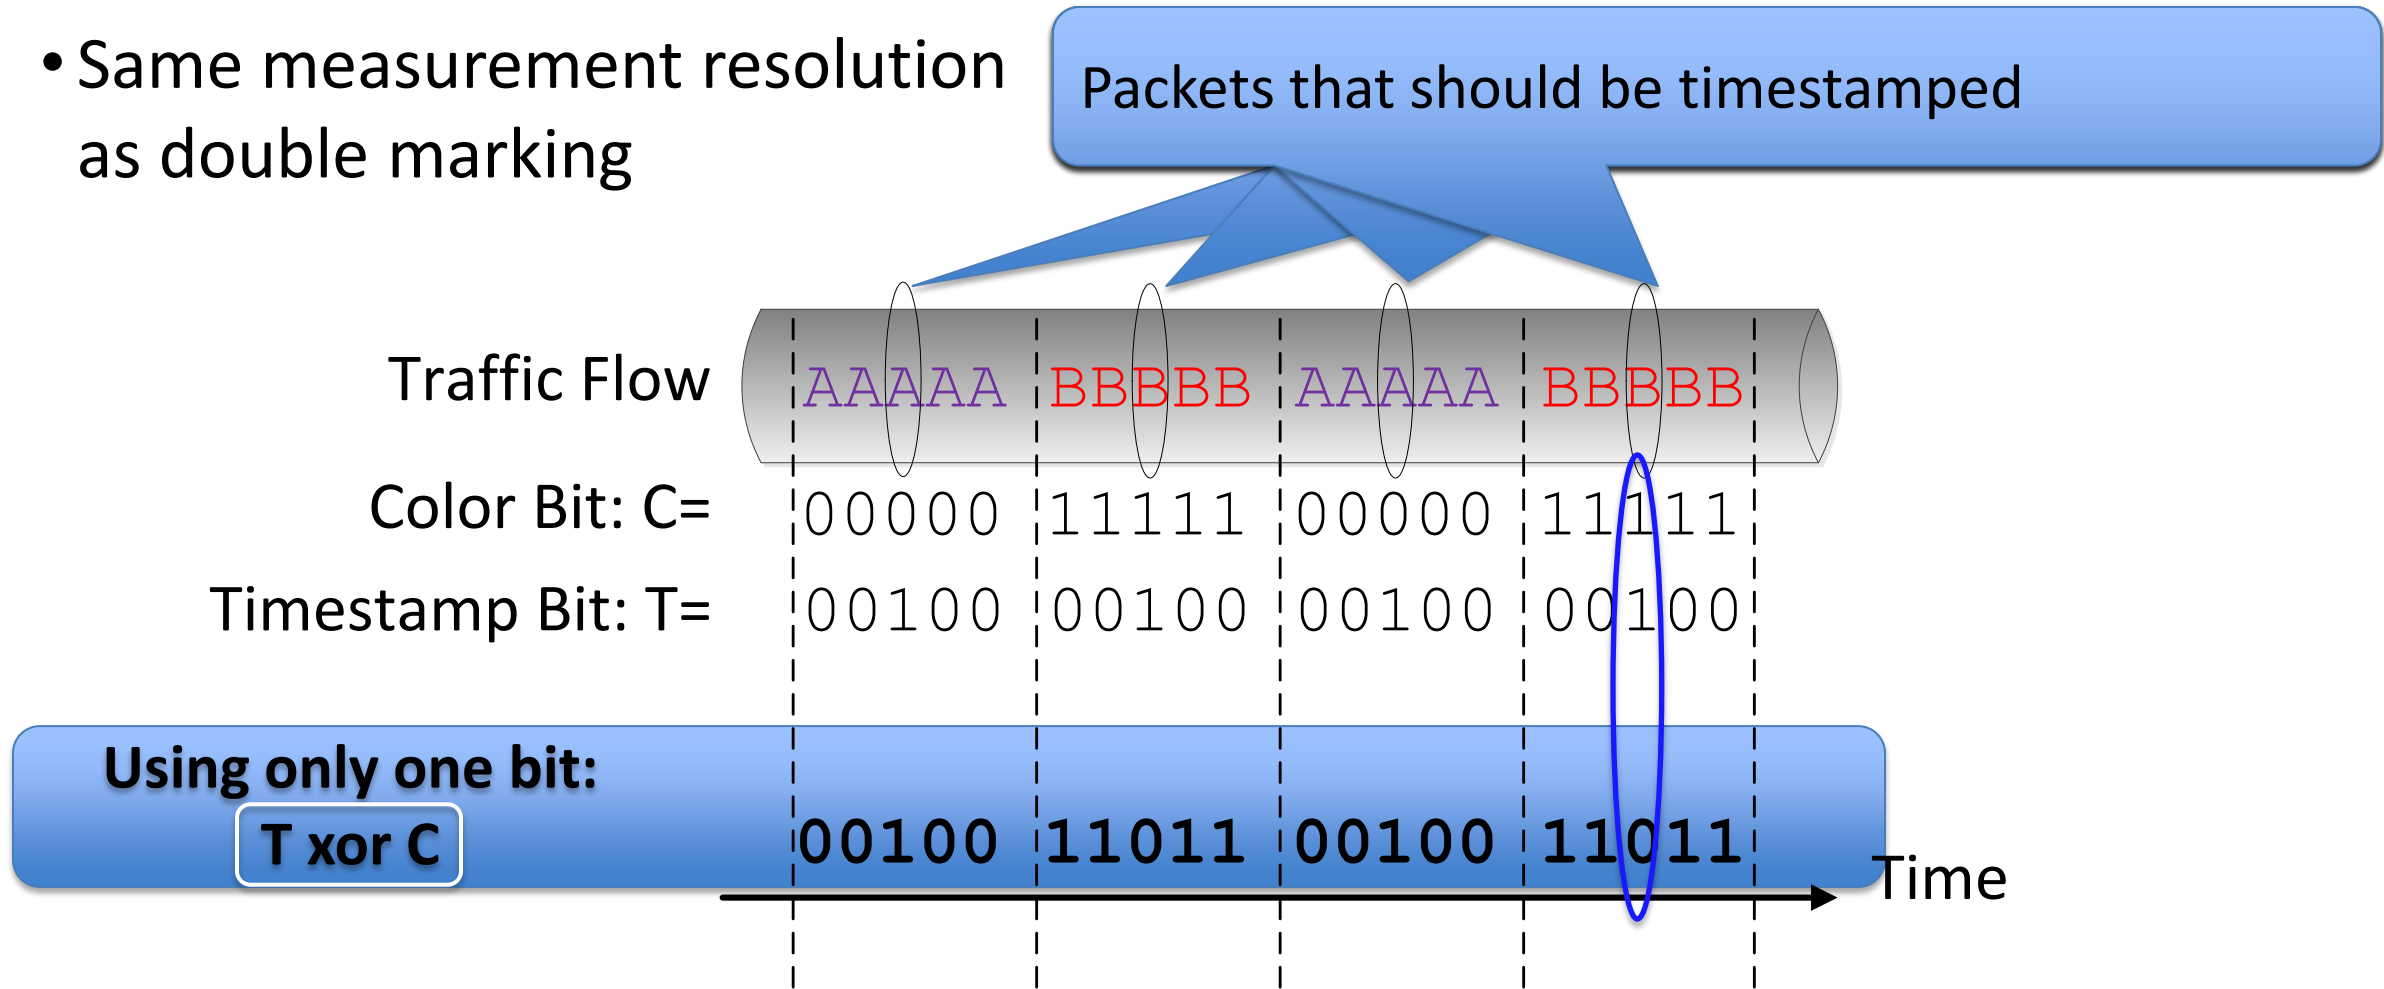 • Same measurement resolution
as double marking
Packets that should be timestamped
Traffic Flow AAAAA BBBBB AAAAA BBBBB
Color Bit: C= 00000 11111 00000 11111
Timestamp Bit: T= 00100 00100 00100 00100
Using only one bit:
T xor C 00100 11011 00100 11011
Time